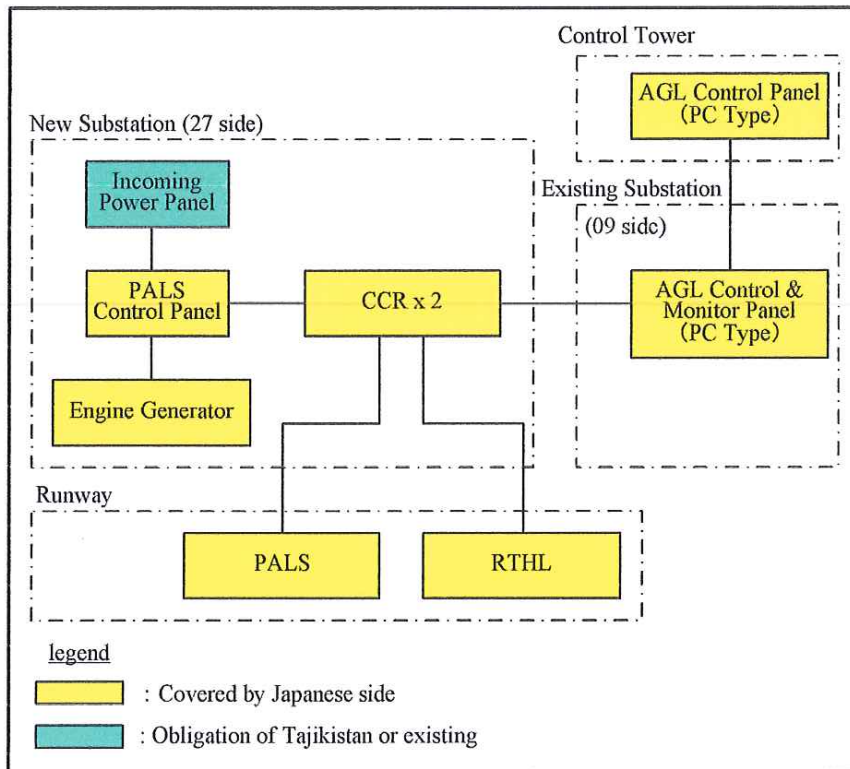 Control Tower
AGL Control Panel
(PC Type)
New Substation (27 side)
Incoming
Power Panel
Existing Substation
(09 side)
PALS
Control Panel
CCR x 2
AGL Control &
Monitor Panel
(PC Type)
Engine Generator
Runway
PALS
RTHL
legend
: Covered by Japanese side
: Obligation of Tajikistan or existing